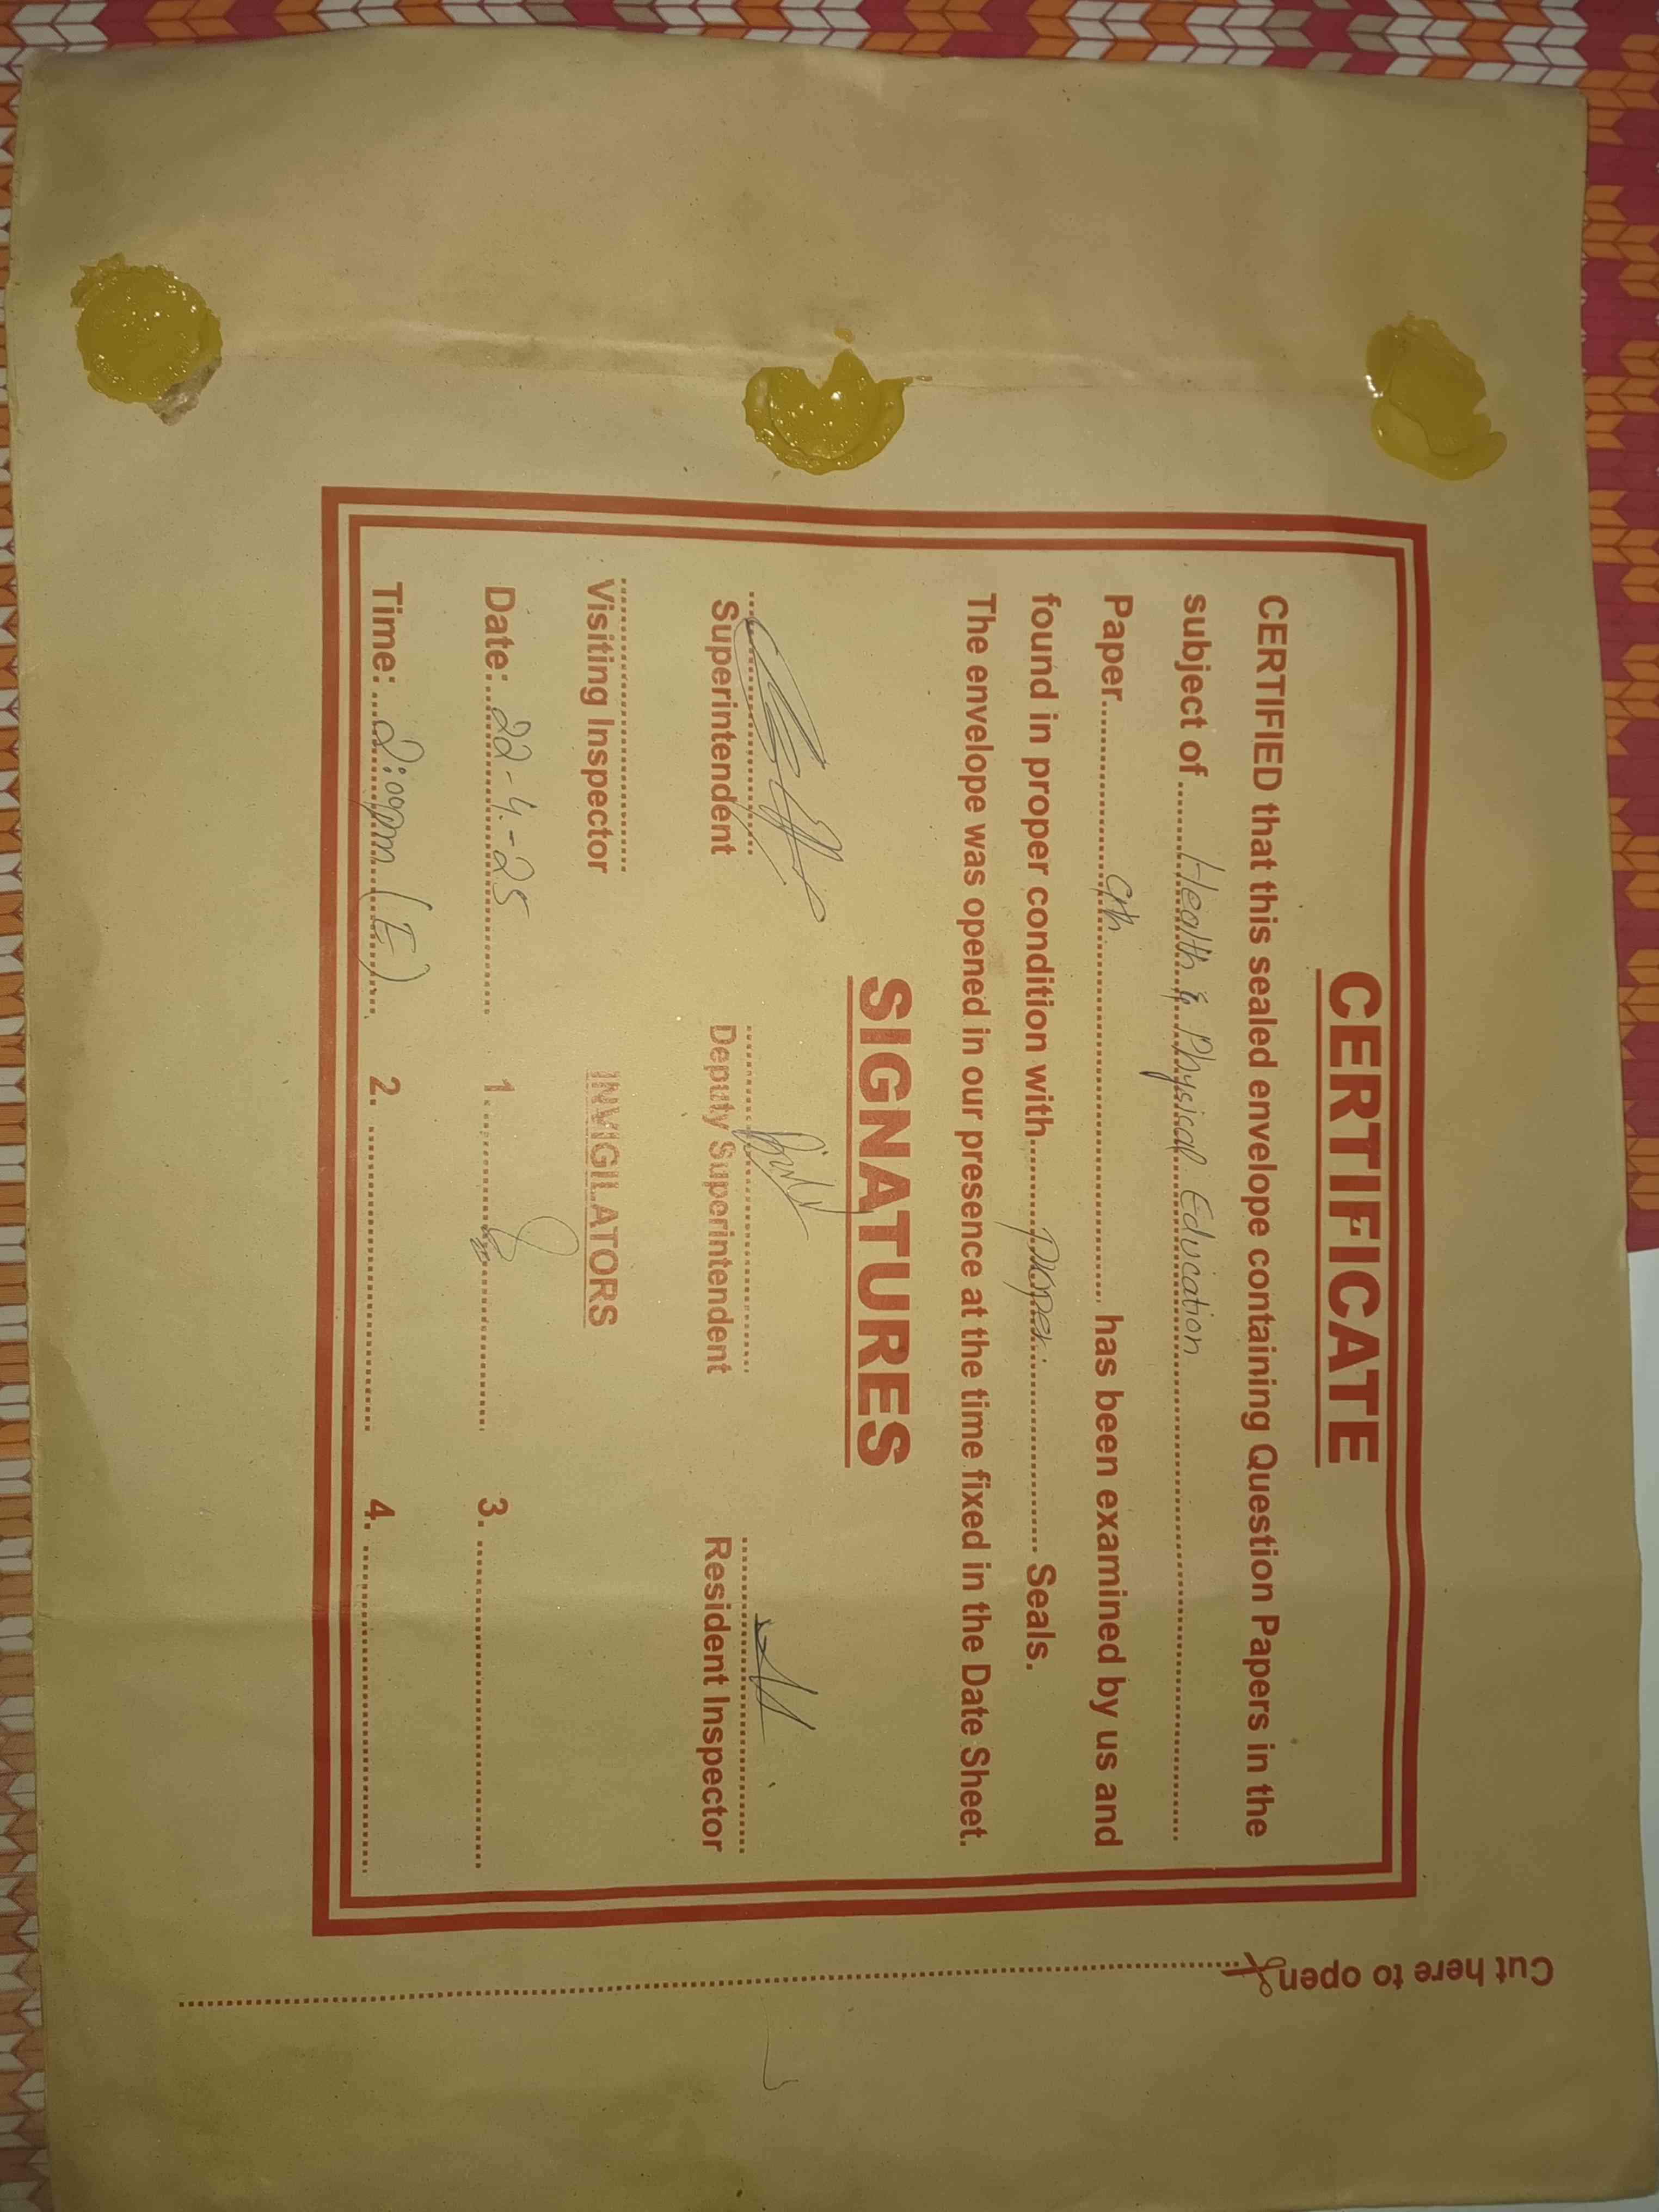 CERTIFICATE
CERTIFIED that this sealed envelope containing Question Papers in the
subject of Health & Physical Education
Paper has been examined by us and
found in proper condition with proper Seals.
The envelope was opened in our presence at the time fixed in the Date Sheet.
SIGNATURES
Superintendent Deputy Superintendent Resident Inspector
Visiting Inspector INVIGILATORS
Date: 22-4-25 1. 3.
Time: 2:00pm (E) 2. 4.
Cut here to open